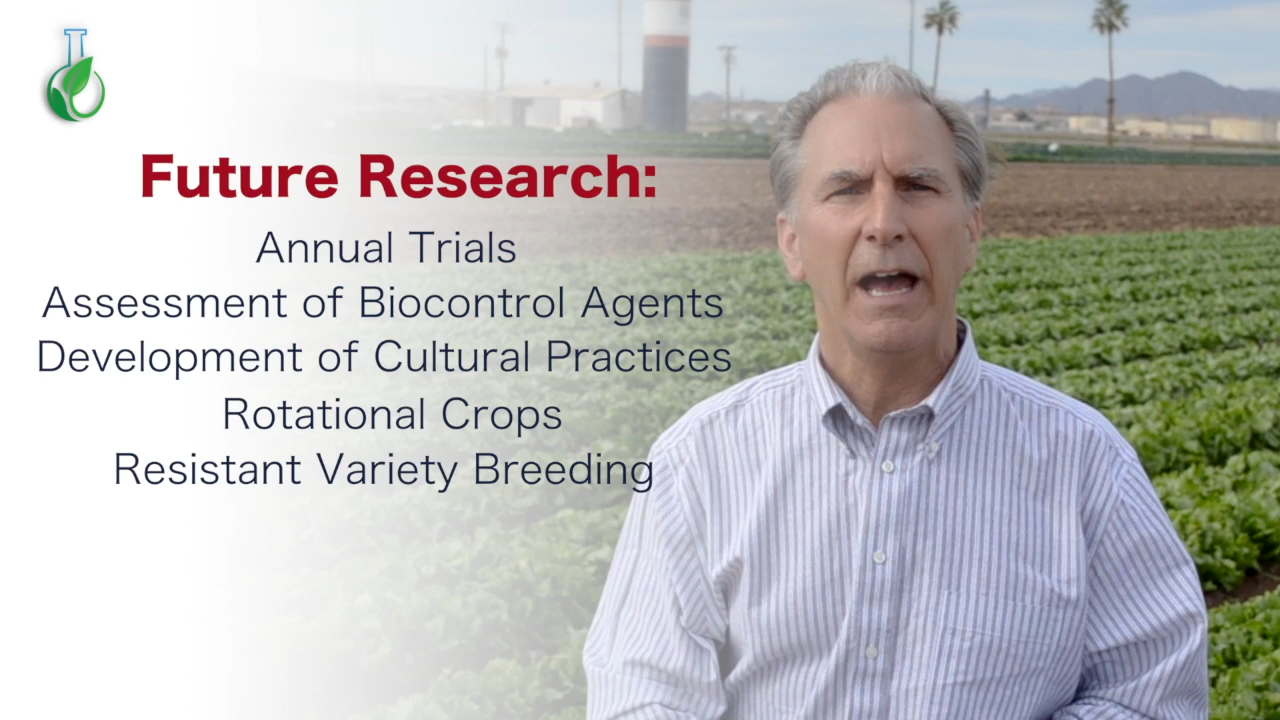 Future Research:
Annual Trials
Assessment of Biocontrol Agents
Development of Cultural Practices
Rotational Crops
Resistant Variety Breeding